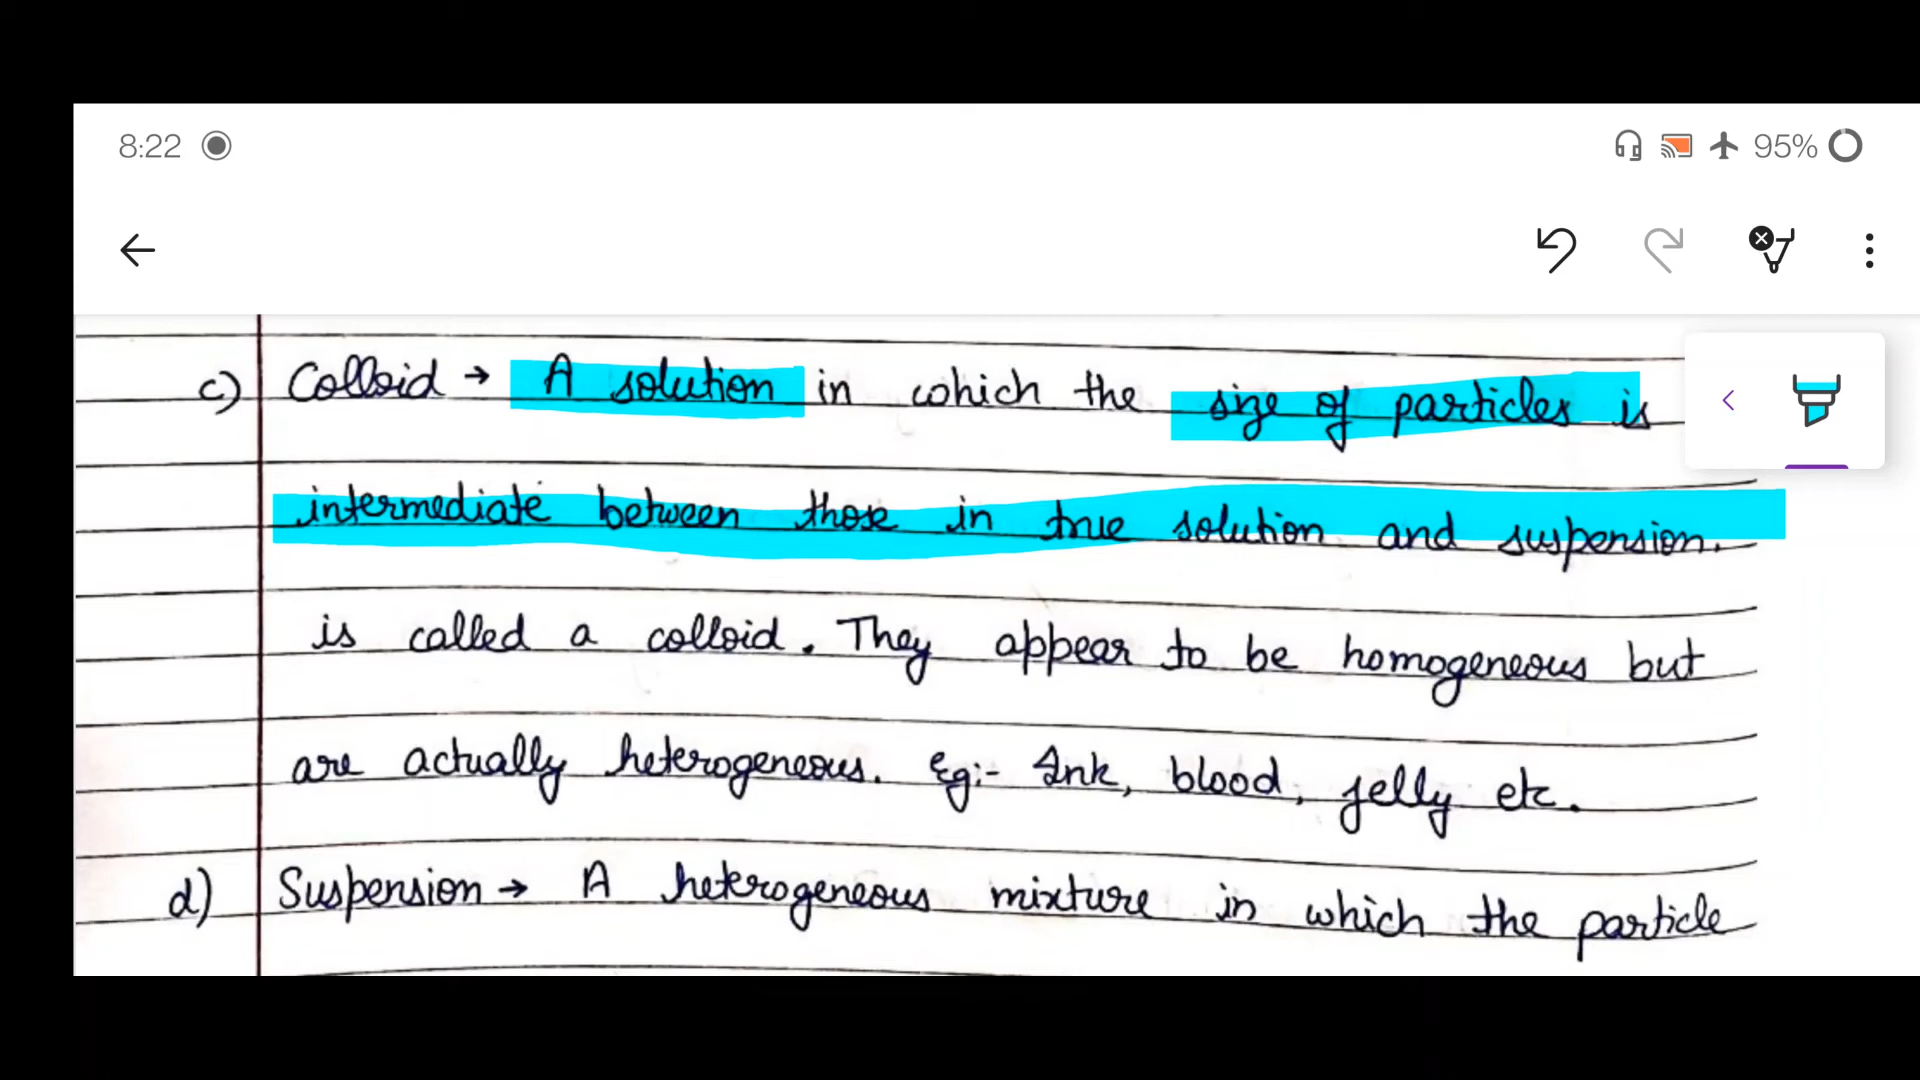 8:22 95%
c) Colloid → A solution in which the size of particles is
intermediate between those in true solution and suspension.
is called a colloid. They appear to be homogeneous but
are actually heterogeneous. Eg:- Ink, blood, jelly etc.
d) Suspension → A heterogeneous mixture in which the particle